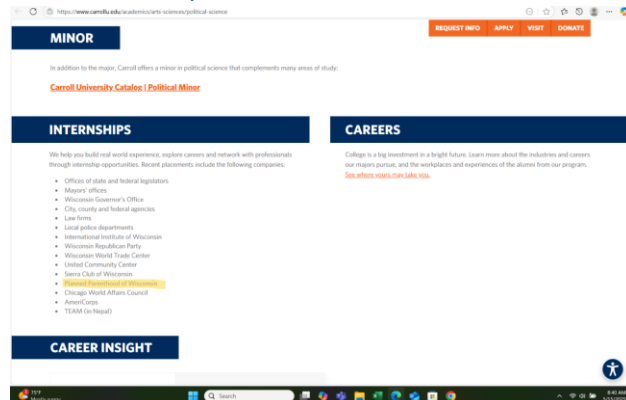 https://www.carrollu.edu/academics/arts-sciences/political-science
REQUEST INFO APPLY VISIT DONATE
MINOR
In addition to the major, Carroll offers a minor in political science that complements many areas of study:
Carroll University Catalog | Political Minor
INTERNSHIPS
We help you build real world experience, explore careers and network with professionals
through internship opportunities. Recent placements include the following companies:
Offices of state and federal legislators
Mayors' offices
Wisconsin Governor's Office
City, county and federal agencies
Law firms
Local police departments
International Institute of Wisconsin
Wisconsin Republican Party
Wisconsin World Trade Center
United Community Center
Sierra Club of Wisconsin
Planned Parenthood of Wisconsin
Chicago World Affairs Council
AmeriCorps
TEAM (in Nepal)
CAREERS
College is a big investment in a bright future. Learn more about the industries and careers
our majors pursue, and the workplaces and experiences of the alumni from our program.
See where yours may take you.
CAREER INSIGHT
Search
8:41 AM